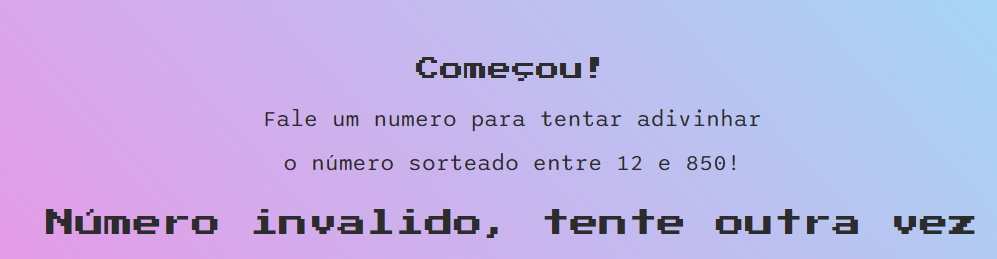 Começou!
Fale um numero para tentar adivinhar
o número sorteado entre 12 e 850!
Número invalido, tente outra vez